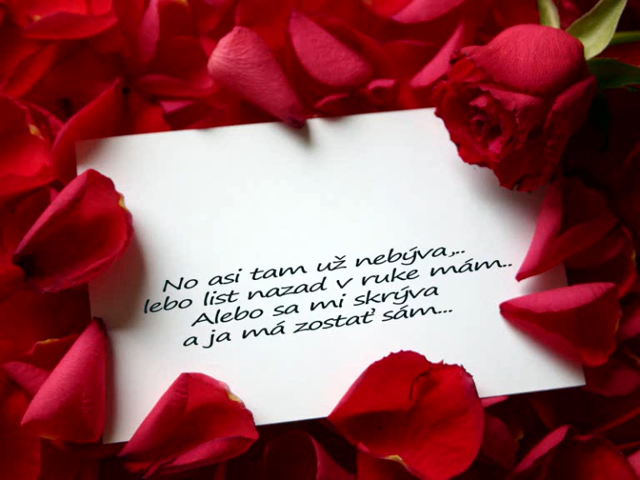 No asi tam už nebýva,..
lebo list nazad v ruke mám..
Alebo sa mi skrýva
a ja má zostať sám...